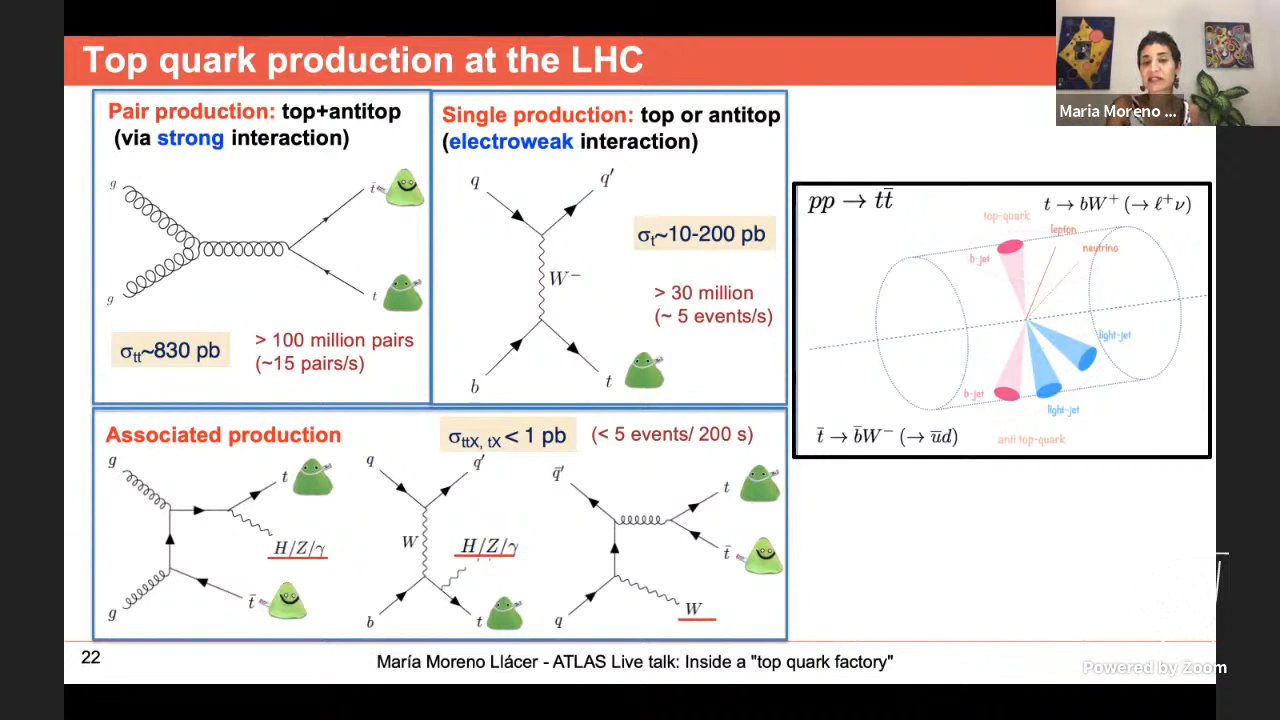 Top quark production at the LHC
Maria Moreno ...
Pair production: top+antitop
(via strong interaction)
g
g
t̄
t
σtt~830 pb
> 100 million pairs
(~15 pairs/s)
Single production: top or antitop
(electroweak interaction)
q
q′
W−
b
t
σt~10-200 pb
> 30 million
(~ 5 events/s)
pp → tt̄
t → bW+ (→ ℓ+ν)
top-quark
lepton
b-jet
neutrino
light-jet
b-jet
light-jet
t̄ → b̄W− (→ ūd)
anti top-quark
Associated production
σttX, tX < 1 pb
(< 5 events/ 200 s)
g
t
H/Z/γ
t̄
g
q
q′
W
H/Z/γ
b
t
q̄′
t
t̄
W
q
22
María Moreno Llácer - ATLAS Live talk: Inside a "top quark factory"
Powered by Zoom